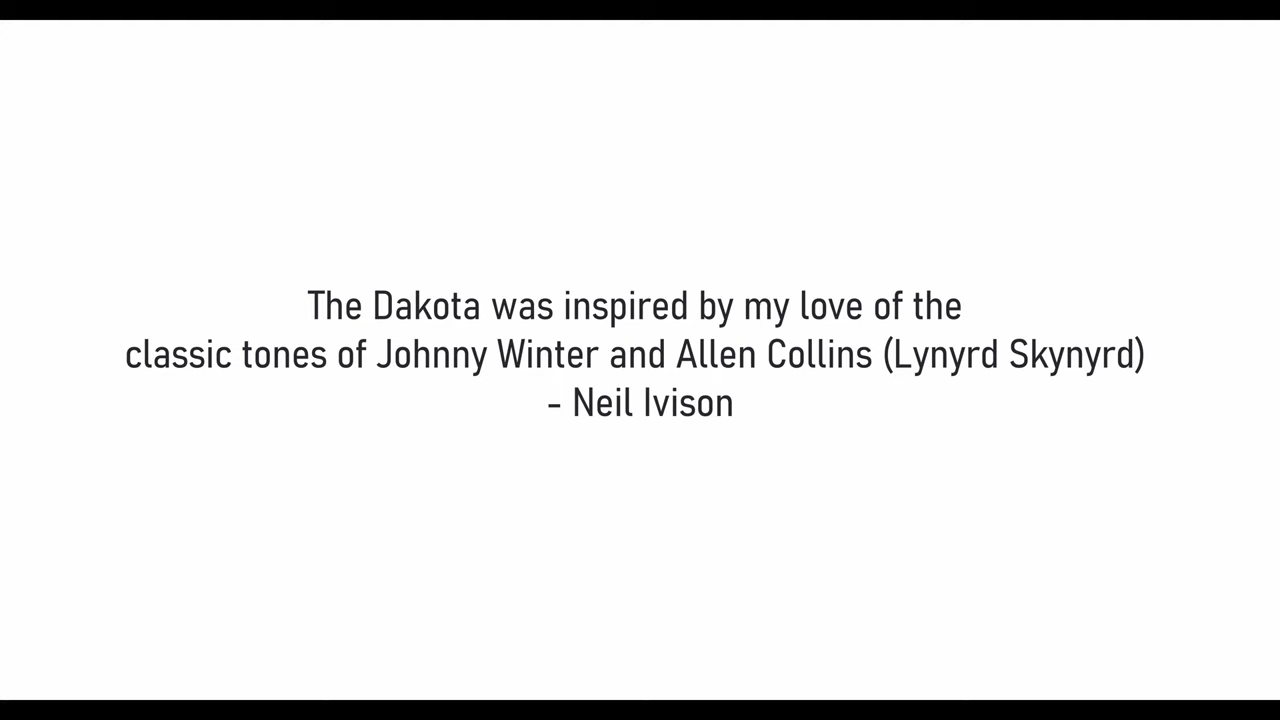 The Dakota was inspired by my love of the
classic tones of Johnny Winter and Allen Collins (Lynyrd Skynyrd)
- Neil Ivison